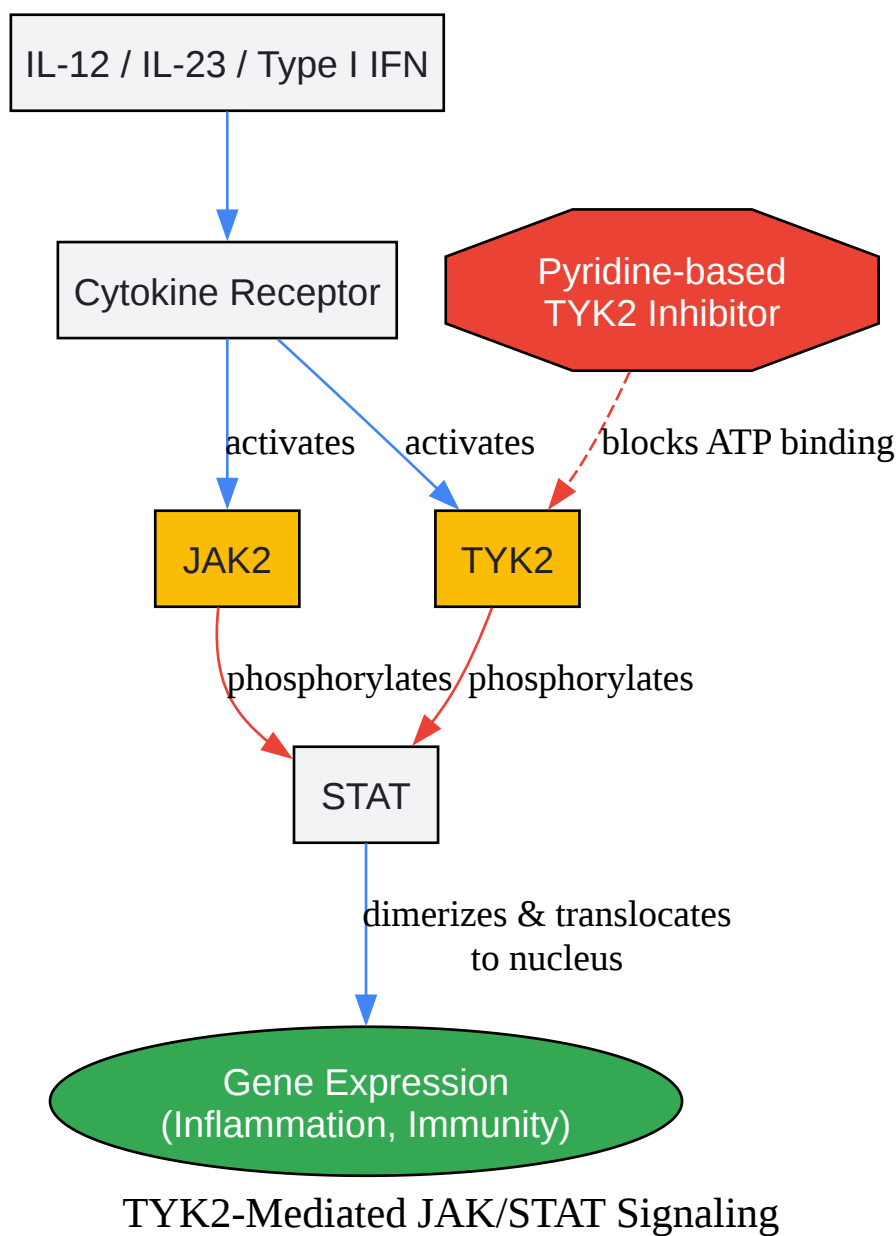 IL-12 / IL-23 / Type I IFN
Cytokine Receptor
Pyridine-based
TYK2 Inhibitor
activates
activates
blocks ATP binding
JAK2
TYK2
phosphorylates
phosphorylates
STAT
dimerizes & translocates
to nucleus
Gene Expression
(Inflammation, Immunity)
TYK2-Mediated JAK/STAT Signaling